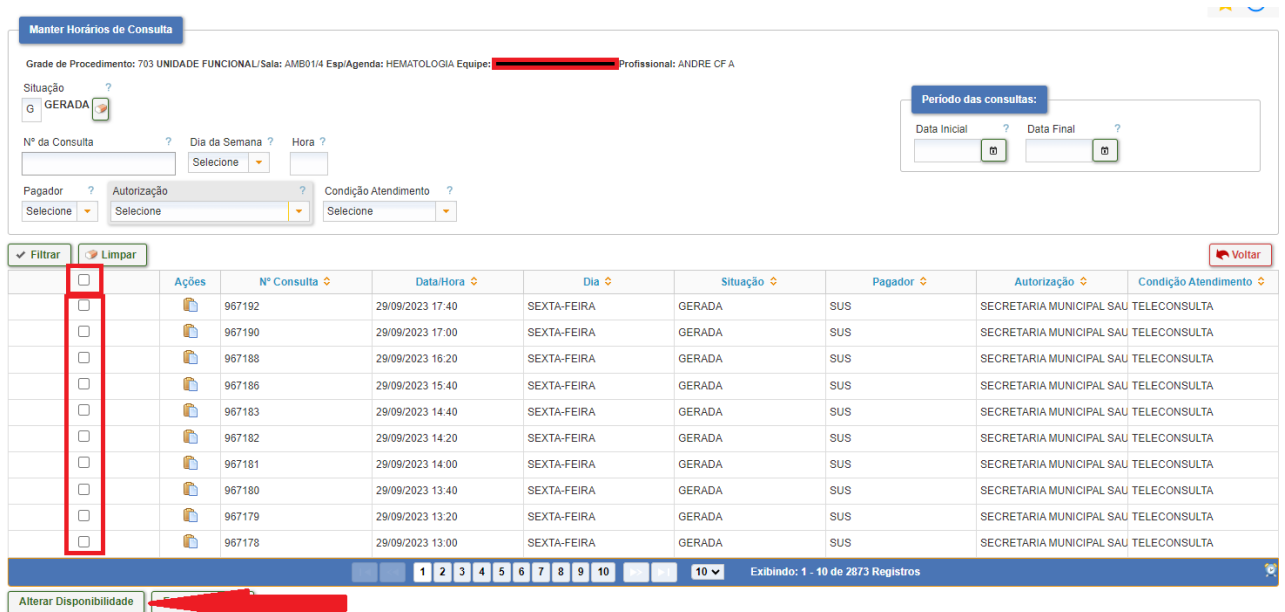 Manter Horários de Consulta
Grade de Procedimento: 703 UNIDADE FUNCIONAL/Sala: AMB01/4 Esp/Agenda: HEMATOLOGIA Equipe: Profissional: ANDRE CF A
Situação ?
G GERADA
Período das consultas:
Data Inicial ? Data Final ?
Nº da Consulta ? Dia da Semana ? Hora ?
Selecione
Pagador ? Autorização ? Condição Atendimento ?
Selecione Selecione Selecione
Filtrar Limpar Voltar
Ações Nº Consulta Data/Hora Dia Situação Pagador Autorização Condição Atendimento
967192 29/09/2023 17:40 SEXTA-FEIRA GERADA SUS SECRETARIA MUNICIPAL SAU TELECONSULTA
967190 29/09/2023 17:00 SEXTA-FEIRA GERADA SUS SECRETARIA MUNICIPAL SAU TELECONSULTA
967188 29/09/2023 16:20 SEXTA-FEIRA GERADA SUS SECRETARIA MUNICIPAL SAU TELECONSULTA
967186 29/09/2023 15:40 SEXTA-FEIRA GERADA SUS SECRETARIA MUNICIPAL SAU TELECONSULTA
967183 29/09/2023 14:40 SEXTA-FEIRA GERADA SUS SECRETARIA MUNICIPAL SAU TELECONSULTA
967182 29/09/2023 14:20 SEXTA-FEIRA GERADA SUS SECRETARIA MUNICIPAL SAU TELECONSULTA
967181 29/09/2023 14:00 SEXTA-FEIRA GERADA SUS SECRETARIA MUNICIPAL SAU TELECONSULTA
967180 29/09/2023 13:40 SEXTA-FEIRA GERADA SUS SECRETARIA MUNICIPAL SAU TELECONSULTA
967179 29/09/2023 13:20 SEXTA-FEIRA GERADA SUS SECRETARIA MUNICIPAL SAU TELECONSULTA
967178 29/09/2023 13:00 SEXTA-FEIRA GERADA SUS SECRETARIA MUNICIPAL SAU TELECONSULTA
1 2 3 4 5 6 7 8 9 10 10 Exibindo: 1 - 10 de 2873 Registros
Alterar Disponibilidade